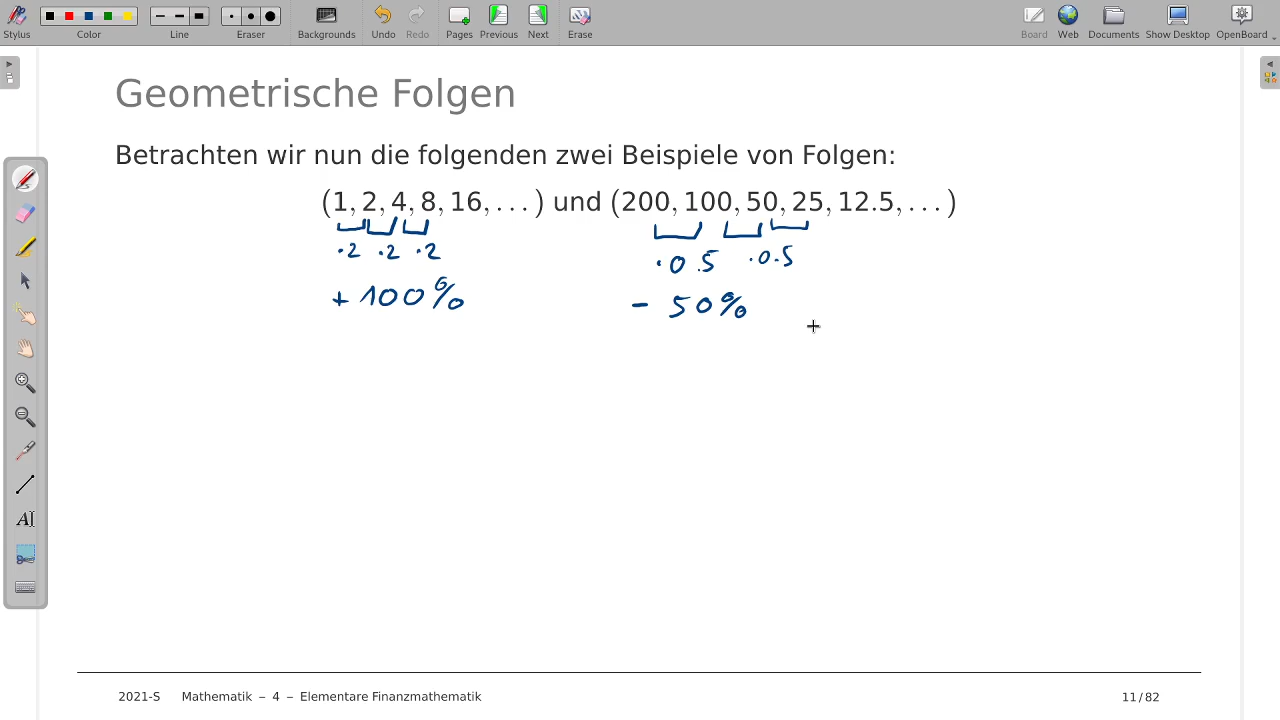 Stylus Color Line Eraser Backgrounds Undo Redo Pages Previous Next Erase Board Web Documents Show Desktop OpenBoard
Geometrische Folgen
Betrachten wir nun die folgenden zwei Beispiele von Folgen:
(1, 2, 4, 8, 16, . . . ) und (200, 100, 50, 25, 12.5, . . . )
·2 ·2 ·2 ·0.5 ·0.5
+ 100% - 50%
2021-S Mathematik – 4 – Elementare Finanzmathematik 11 / 82